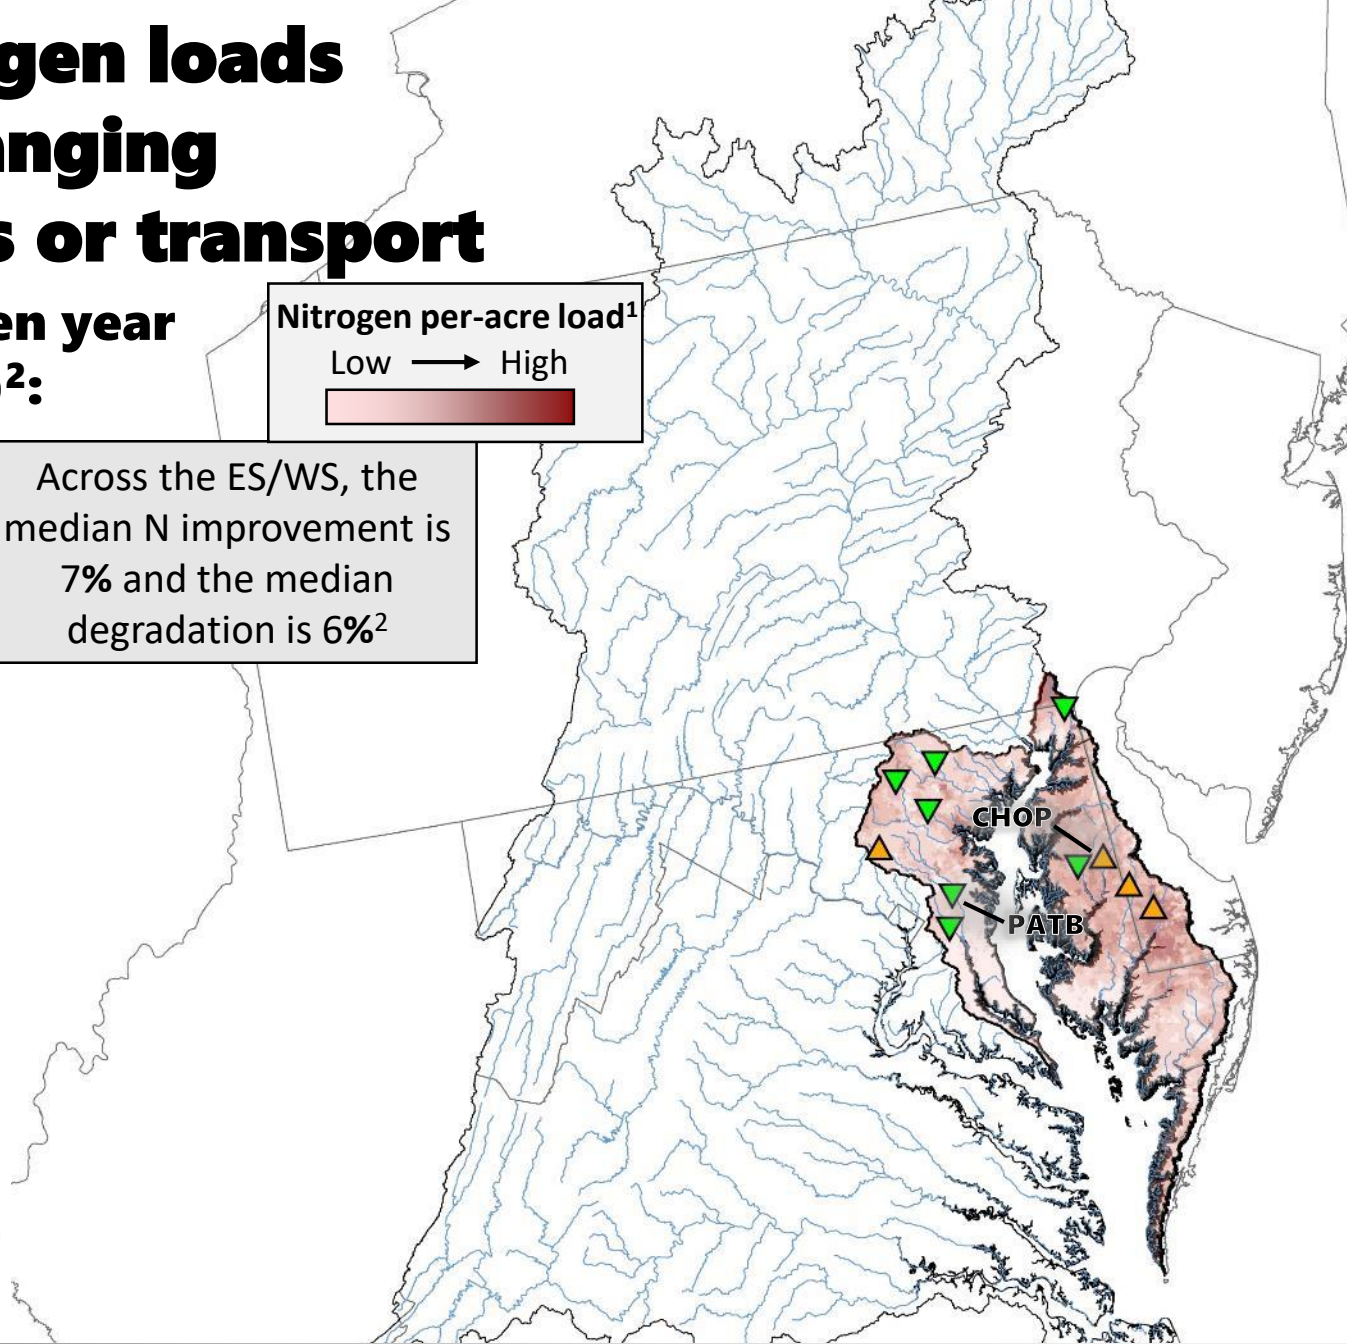 gen loads
anging
s or transport
en year
)²:
Nitrogen per-acre load¹
Low High
Across the ES/WS, the
median N improvement is
7% and the median
degradation is 6%²
CHOP
PATB